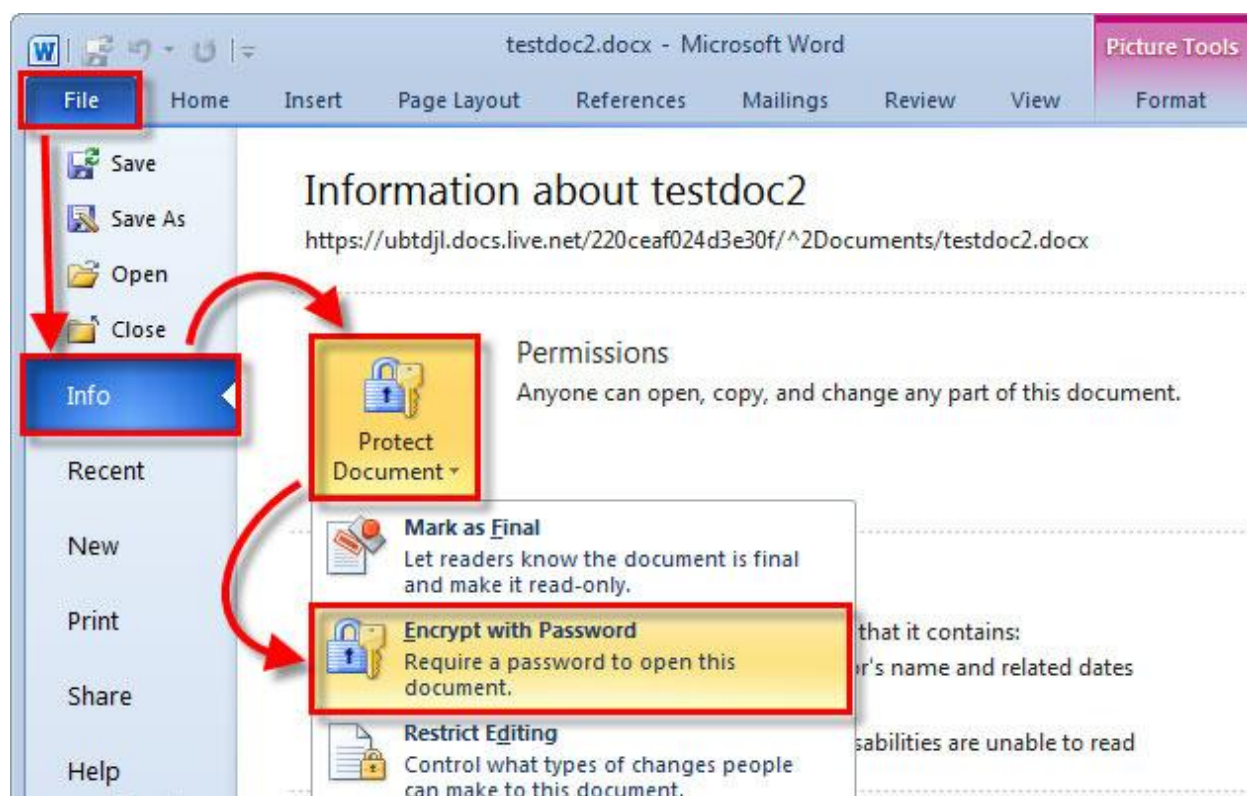 testdoc2.docx - Microsoft Word
Picture Tools
File Home Insert Page Layout References Mailings Review View Format
Save
Save As
Open
Close
Info
Recent
New
Print
Share
Help
Information about testdoc2
https://ubtdjl.docs.live.net/220ceaf024d3e30f/^2Documents/testdoc2.docx
Protect
Document
Permissions
Anyone can open, copy, and change any part of this document.
Mark as Final
Let readers know the document is final
and make it read-only.
Encrypt with Password
Require a password to open this
document.
Restrict Editing
Control what types of changes people
can make to this document.
that it contains:
r's name and related dates
sabilities are unable to read